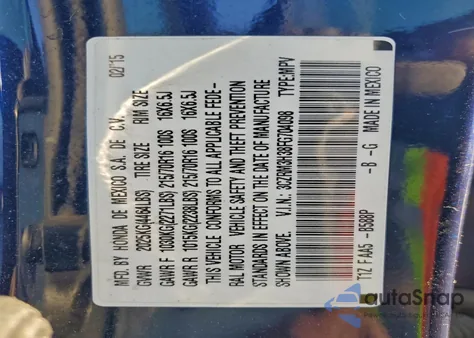 MFD. BY HONDA DE MEXICO S.A. DE C.V. 02/15
GVWR 2025KG(4464LBS) TIRE SIZE RIM SIZE
GAWR F 1030KG(2271LBS) 215/70R16 100S 16X6.5J
GAWR R 1015KG(2238LBS) 215/70R16 100S 16X6.5J
THIS VEHICLE CONFORMS TO ALL APPLICABLE FEDE-
RAL MOTOR VEHICLE SAFETY AND THEFT PREVENTION
STANDARDS IN EFFECT ON THE DATE OF MANUFACTURE
SHOWN ABOVE. V.I.N.: 3CZRM3H16FG704098 TYPE:MPV
T1Z F AA5 -B588P -B -G MADE IN MEXICO
autoSnap